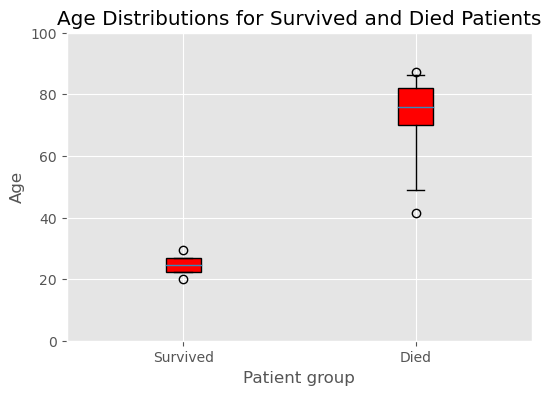 Age Distributions for Survived and Died Patients
100
80
60
40
20
0
Age
Survived
Died
Patient group